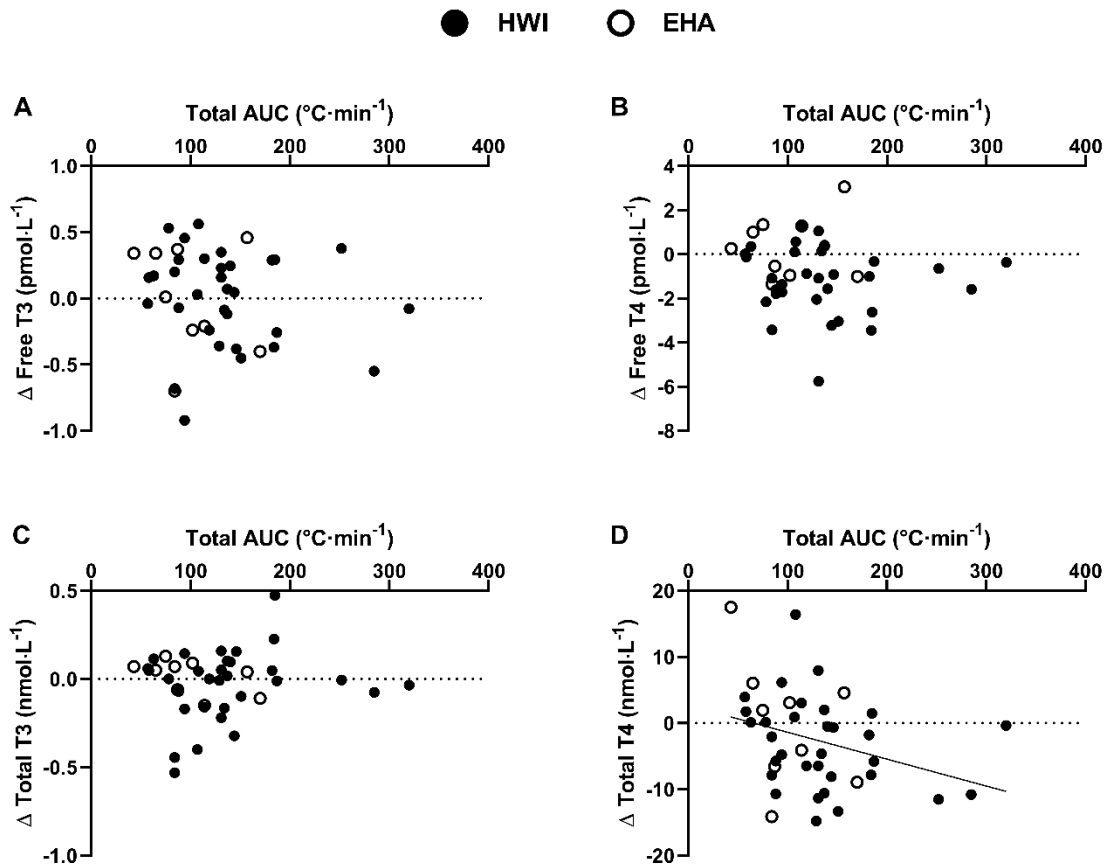 HWI EHA
A
Total AUC (°C·min⁻¹)
0 100 200 300 400
1.0
0.5
0.0
-0.5
-1.0
Δ Free T3 (pmol·L⁻¹)
B
Total AUC (°C·min⁻¹)
0 100 200 300 400
4
2
0
-2
-4
-6
-8
Δ Free T4 (pmol·L⁻¹)
C
Total AUC (°C·min⁻¹)
0 100 200 300 400
0.5
0.0
-0.5
-1.0
Δ Total T3 (nmol·L⁻¹)
D
Total AUC (°C·min⁻¹)
0 100 200 300 400
20
10
0
-10
-20
Δ Total T4 (nmol·L⁻¹)